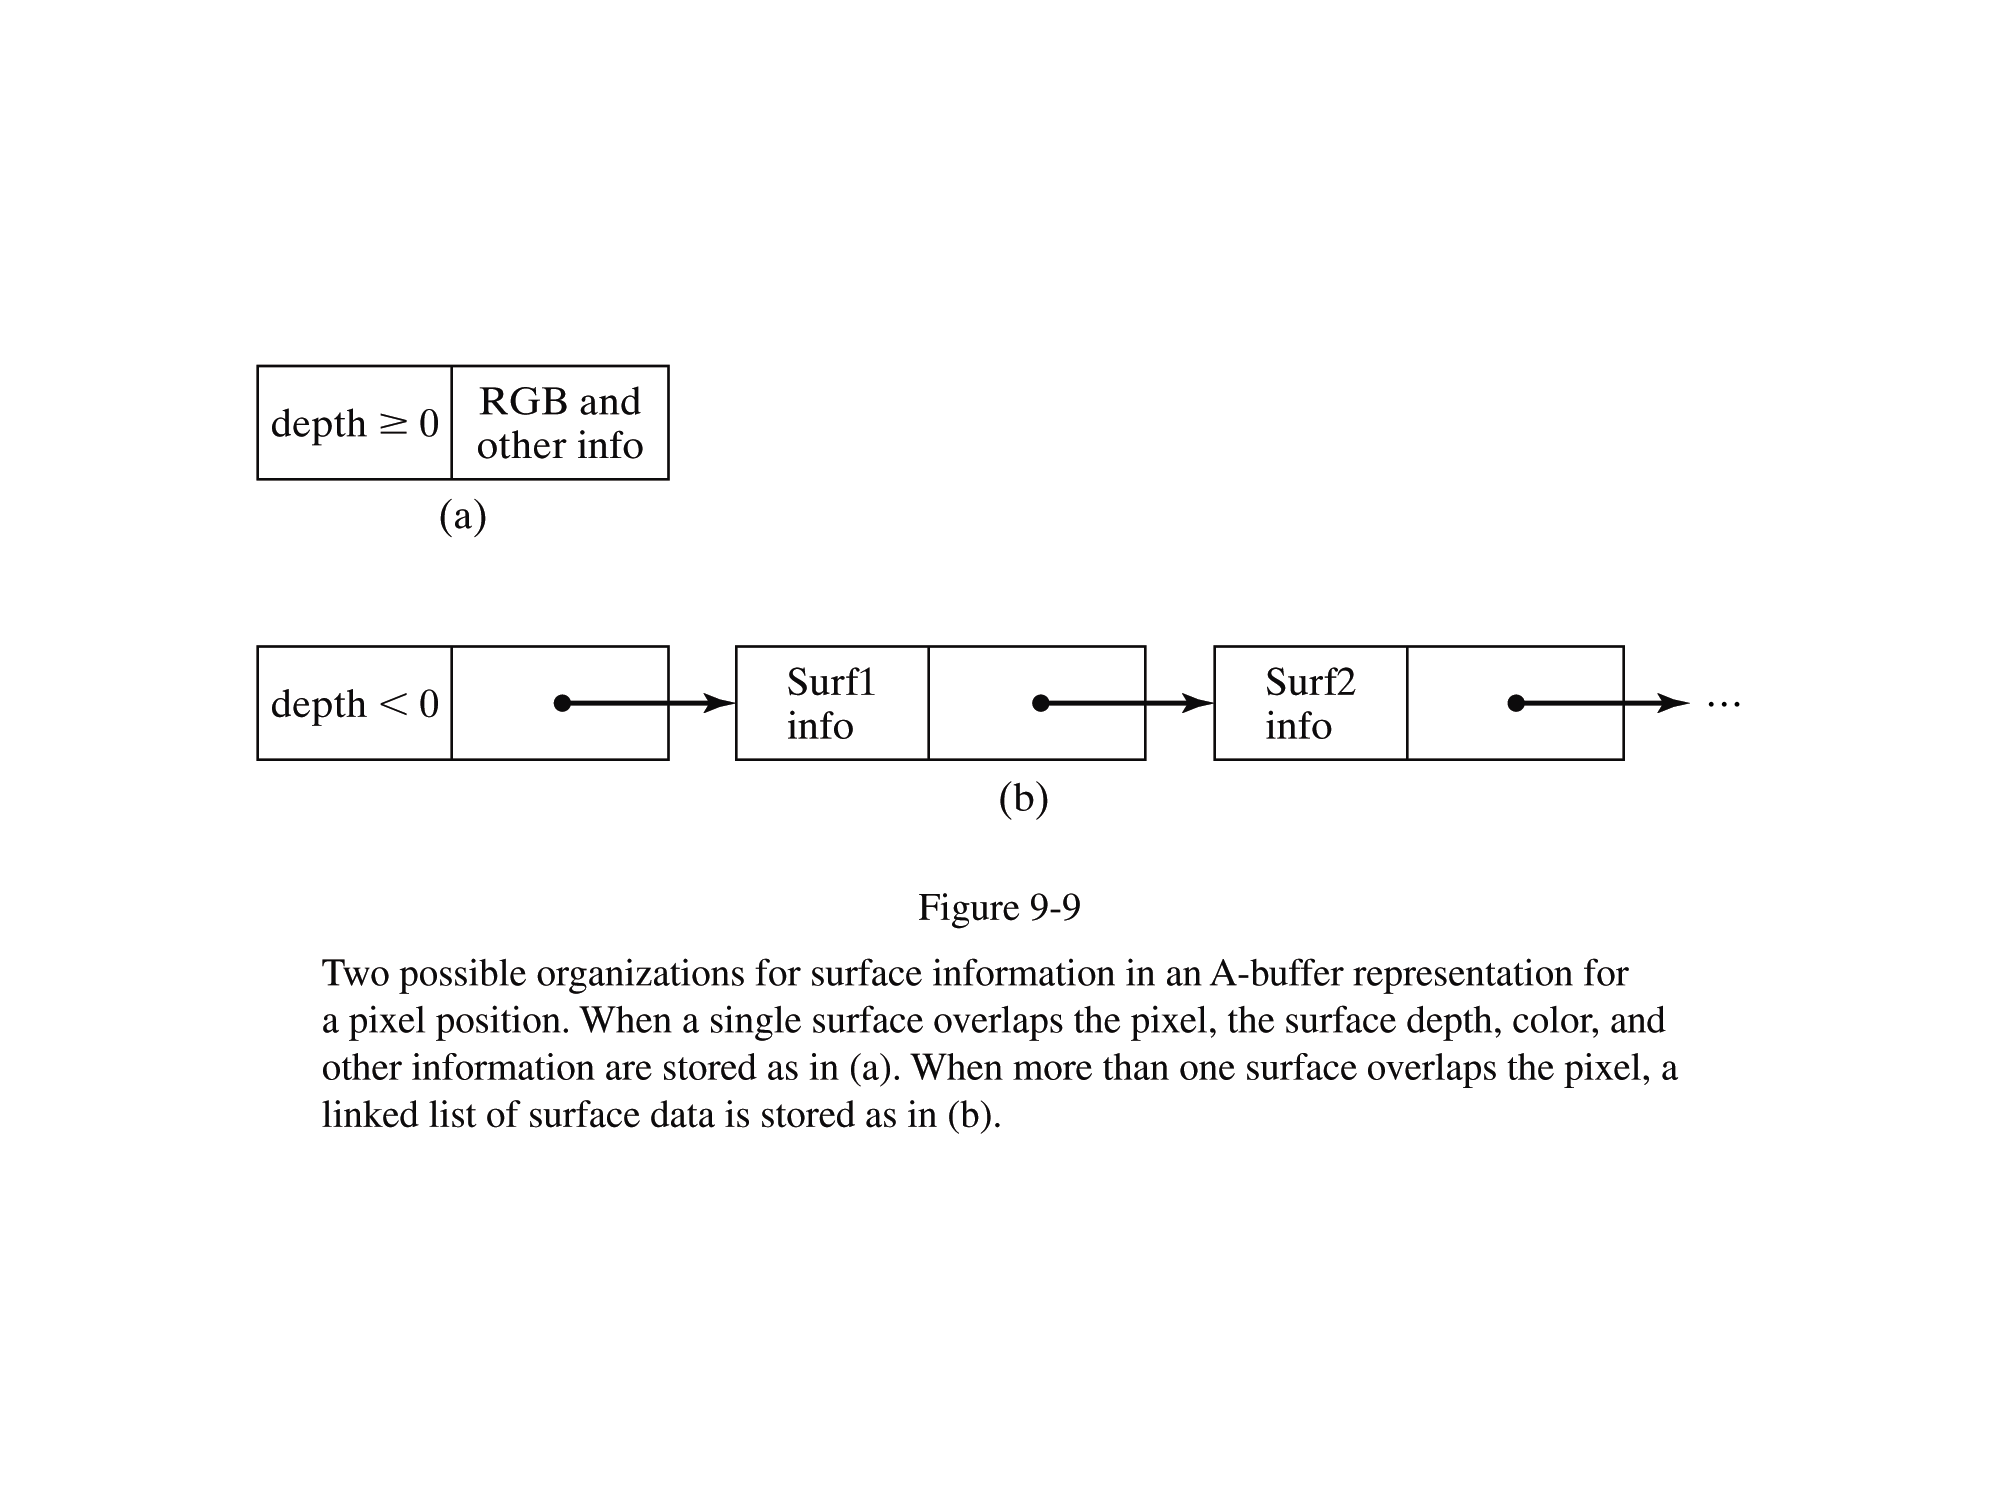 depth ≥ 0
RGB and
other info
(a)
depth < 0
Surf1
info
Surf2
info
...
(b)
Figure 9-9
Two possible organizations for surface information in an A-buffer representation for
a pixel position. When a single surface overlaps the pixel, the surface depth, color, and
other information are stored as in (a). When more than one surface overlaps the pixel, a
linked list of surface data is stored as in (b).